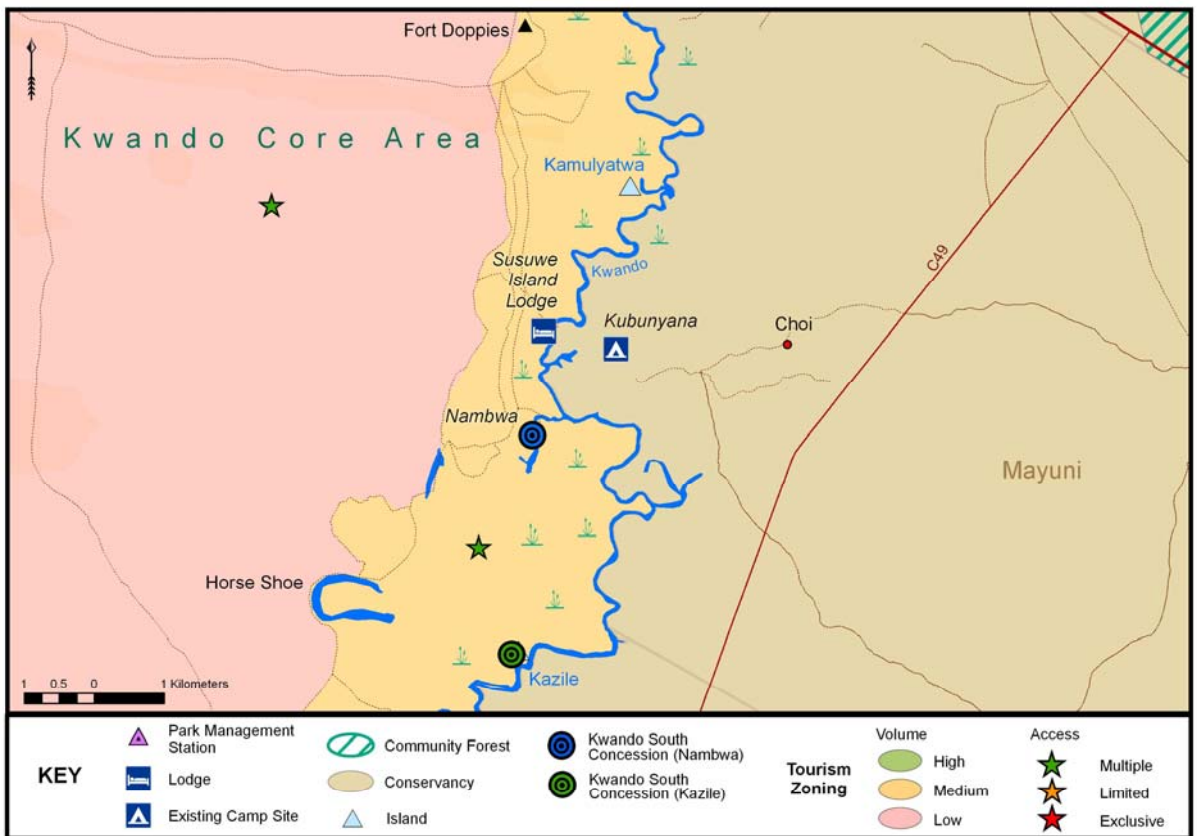 Fort Doppies
Kwando Core Area
Kamulyatwa
Susuwe
Island
Lodge
Kwando
C49
Kubunyana
Choi
Nambwa
Mayuni
Horse Shoe
Kazile
1 0.5 0 1 Kilometers
KEY
Park Management
Station
Lodge
Existing Camp Site
Community Forest
Conservancy
Island
Kwando South
Concession (Nambwa)
Kwando South
Concession (Kazile)
Tourism
Zoning
Volume
High
Medium
Low
Access
Multiple
Limited
Exclusive